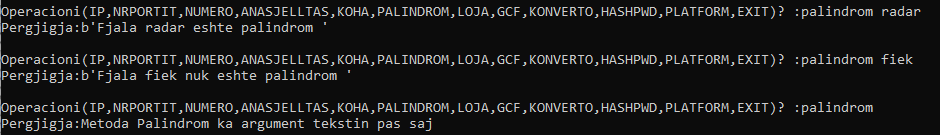 Operacioni(IP,NRPORTIT,NUMERO,ANASJELLTAS,KOHA,PALINDROM,LOJA,GCF,KONVERTO,HASHPWD,PLATFORM,EXIT)? :palindrom radar
Pergjigja:b'Fjala radar eshte palindrom '
Operacioni(IP,NRPORTIT,NUMERO,ANASJELLTAS,KOHA,PALINDROM,LOJA,GCF,KONVERTO,HASHPWD,PLATFORM,EXIT)? :palindrom fiek
Pergjigja:b'Fjala fiek nuk eshte palindrom '
Operacioni(IP,NRPORTIT,NUMERO,ANASJELLTAS,KOHA,PALINDROM,LOJA,GCF,KONVERTO,HASHPWD,PLATFORM,EXIT)? :palindrom
Pergjigja:Metoda Palindrom ka argument tekstin pas saj